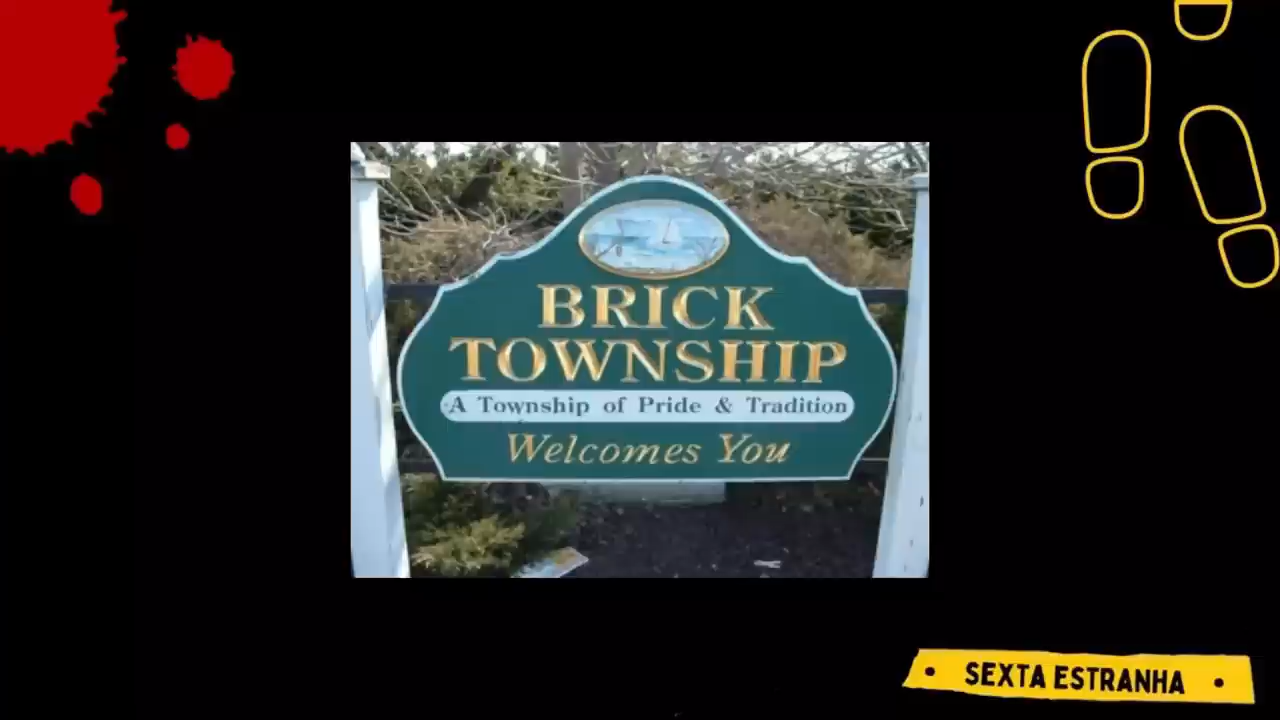 BRICK
TOWNSHIP
A Township of Pride & Tradition
Welcomes You
SEXTA ESTRANHA